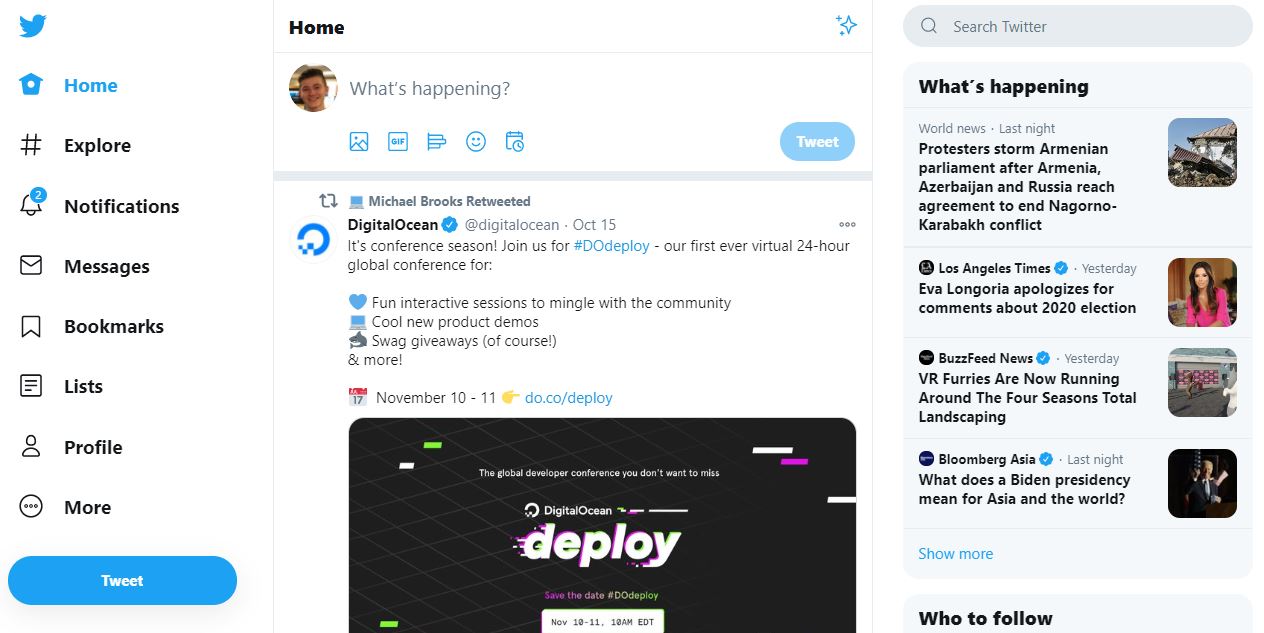 Home
Explore
2
Notifications
Messages
Bookmarks
Lists
Profile
More
Tweet
Home
What's happening?
GIF
Tweet
Michael Brooks Retweeted
DigitalOcean @digitalocean · Oct 15
It's conference season! Join us for #DOdeploy - our first ever virtual 24-hour
global conference for:
💙 Fun interactive sessions to mingle with the community
💻 Cool new product demos
🦈 Swag giveaways (of course!)
& more!
📅 November 10 - 11 👉 do.co/deploy
The global developer conference you don't want to miss
DigitalOcean
deploy
Save the date #DOdeploy
Nov 10-11, 10AM EDT
Search Twitter
What's happening
World news · Last night
Protesters storm Armenian
parliament after Armenia,
Azerbaijan and Russia reach
agreement to end Nagorno-
Karabakh conflict
Los Angeles Times · Yesterday
Eva Longoria apologizes for
comments about 2020 election
BuzzFeed News · Yesterday
VR Furries Are Now Running
Around The Four Seasons Total
Landscaping
Bloomberg Asia · Last night
What does a Biden presidency
mean for Asia and the world?
Show more
Who to follow